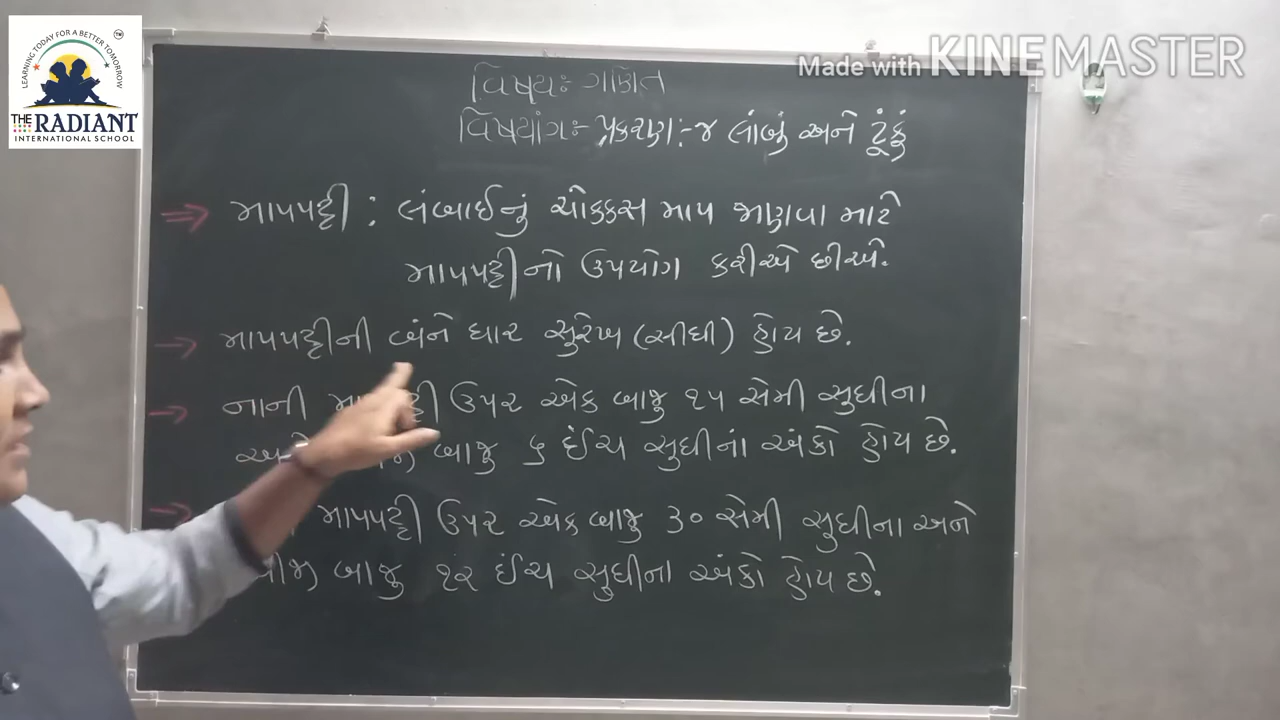 LEARNING TODAY FOR A BETTER TOMORROW
TM
THE RADIANT
INTERNATIONAL SCHOOL
Made with KINEMASTER
વિષય:- ગણિત
વિષયાંગ:- પ્રકરણ:-૪ લાંબું અને ટૂંકું
⇒ માપપટ્ટી : લંબાઈનું ચોક્કસ માપ જાણવા માટે
માપપટ્ટીનો ઉપયોગ કરીએ છીએ.
→ માપપટ્ટીની બંને ધાર સુરેખ (સીધી) હોય છે.
→ નાની ઉપર એક બાજુ ૧૫ સેમી સુધીના
બાજુ ૬ ઈંચ સુધીનાં અંકો હોય છે.
→ માપપટ્ટી ઉપર એક બાજુ ૩૦ સેમી સુધીના અને
બાજુ ૧૨ ઈંચ સુધીના અંકો હોય છે.